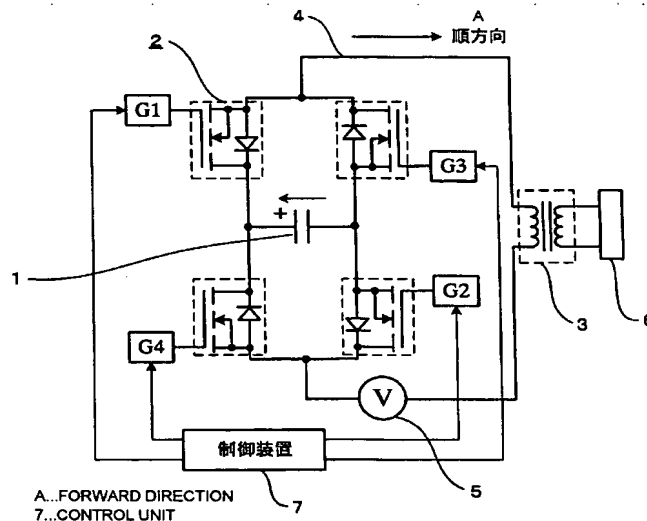 A
順方向
4
2
G1
G3
+
1
3
6
G2
G4
V
5
制御装置
7
A...FORWARD DIRECTION
7...CONTROL UNIT